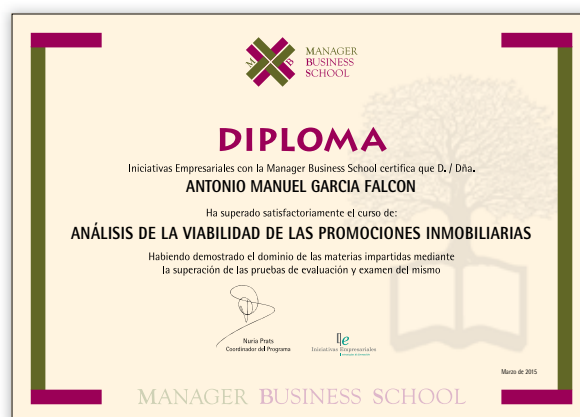 M B S
MANAGER
BUSINESS
SCHOOL
DIPLOMA
Iniciativas Empresariales con la Manager Business School certifica que D. / Dña.
ANTONIO MANUEL GARCIA FALCON
Ha superado satisfactoriamente el curso de:
ANÁLISIS DE LA VIABILIDAD DE LAS PROMOCIONES INMOBILIARIAS
Habiendo demostrado el dominio de las materias impartidas mediante
la superación de las pruebas de evaluación y examen del mismo
Nuria Prats
Coordinador del Programa
Iie
Iniciativas Empresariales
Marzo de 2015
MANAGER BUSINESS SCHOOL